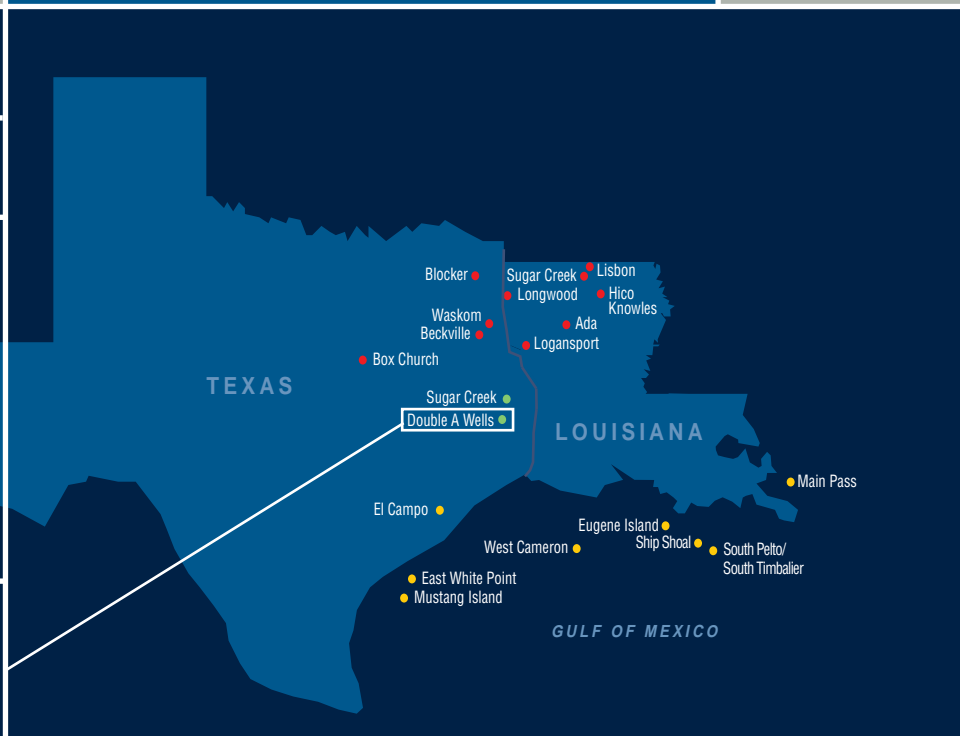 Blocker
Sugar Creek
Lisbon
Longwood
Hico
Knowles
Waskom
Ada
Beckville
Logansport
Box Church
TEXAS
Sugar Creek
Double A Wells
LOUISIANA
Main Pass
El Campo
Eugene Island
Ship Shoal
West Cameron
South Pelto/
South Timbalier
East White Point
Mustang Island
GULF OF MEXICO